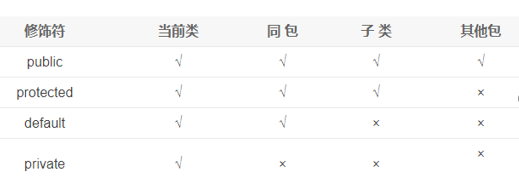 修饰符 当前类 同 包 子 类 其他包
public √ √ √ √
protected √ √ √ ×
default √ √ × ×
private √ × × ×